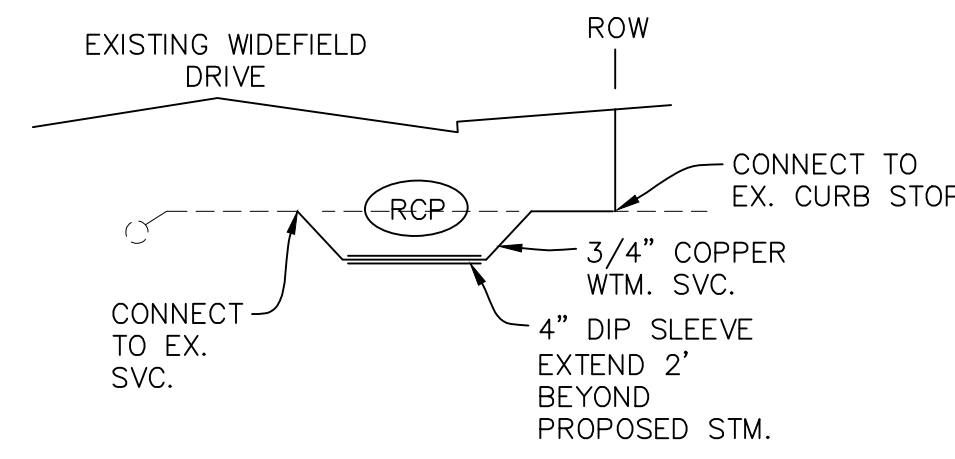 EXISTING WIDEFIELD
DRIVE
ROW
RCP
CONNECT TO
EX. CURB STOP
3/4" COPPER
WTM. SVC.
CONNECT
TO EX.
SVC.
4" DIP SLEEVE
EXTEND 2'
BEYOND
PROPOSED STM.